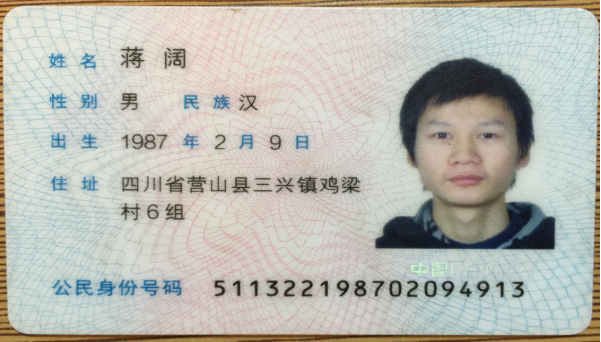 姓名 蒋阔
性别 男 民族 汉
出生 1987 年 2 月 9 日
住址 四川省营山县三兴镇鸡梁
村6组
中国
公民身份号码 511322198702094913